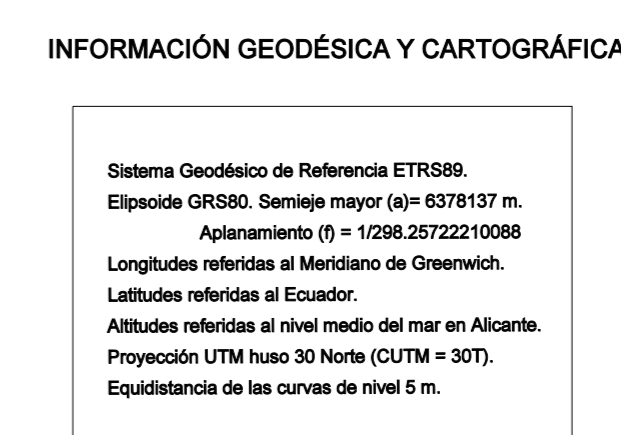 INFORMACIÓN GEODÉSICA Y CARTOGRÁFICA
Sistema Geodésico de Referencia ETRS89.
Elipsoide GRS80. Semieje mayor (a)= 6378137 m.
Aplanamiento (f) = 1/298.25722210088
Longitudes referidas al Meridiano de Greenwich.
Latitudes referidas al Ecuador.
Altitudes referidas al nivel medio del mar en Alicante.
Proyección UTM huso 30 Norte (CUTM = 30T).
Equidistancia de las curvas de nivel 5 m.